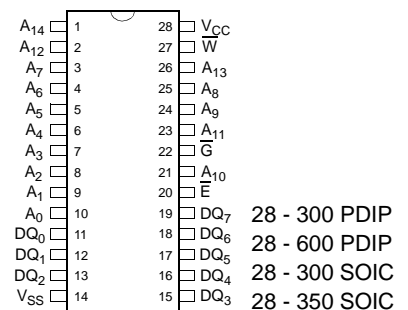 A14 1 28 VCC
A12 2 27 W̅
A7 3 26 A13
A6 4 25 A8
A5 5 24 A9
A4 6 23 A11
A3 7 22 G̅
A2 8 21 A10
A1 9 20 E̅
A0 10 19 DQ7 28 - 300 PDIP
DQ0 11 18 DQ6 28 - 600 PDIP
DQ1 12 17 DQ5
DQ2 13 16 DQ4 28 - 300 SOIC
VSS 14 15 DQ3 28 - 350 SOIC